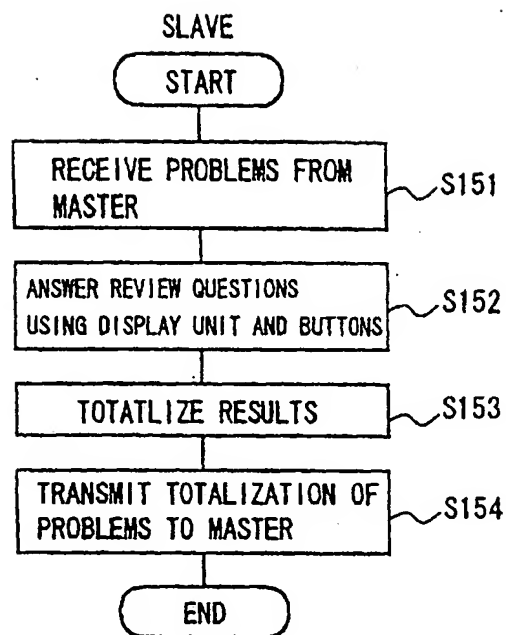 SLAVE
START
RECEIVE PROBLEMS FROM
MASTER
S151
ANSWER REVIEW QUESTIONS
USING DISPLAY UNIT AND BUTTONS
S152
TOTATLIZE RESULTS
S153
TRANSMIT TOTALIZATION OF
PROBLEMS TO MASTER
S154
END